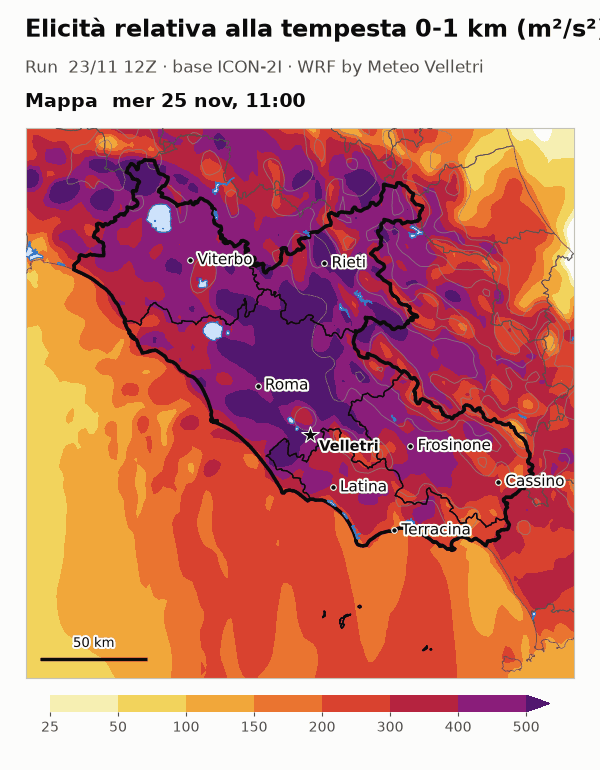 Elicità relativa alla tempesta 0-1 km (m²/s²)
Run  23/11 12Z · base ICON-2I · WRF by Meteo Velletri
Mappa  mer 25 nov, 11:00
Viterbo
Rieti
Roma
Velletri
Frosinone
Latina
Cassino
Terracina
50 km
25 50 100 150 200 300 400 500